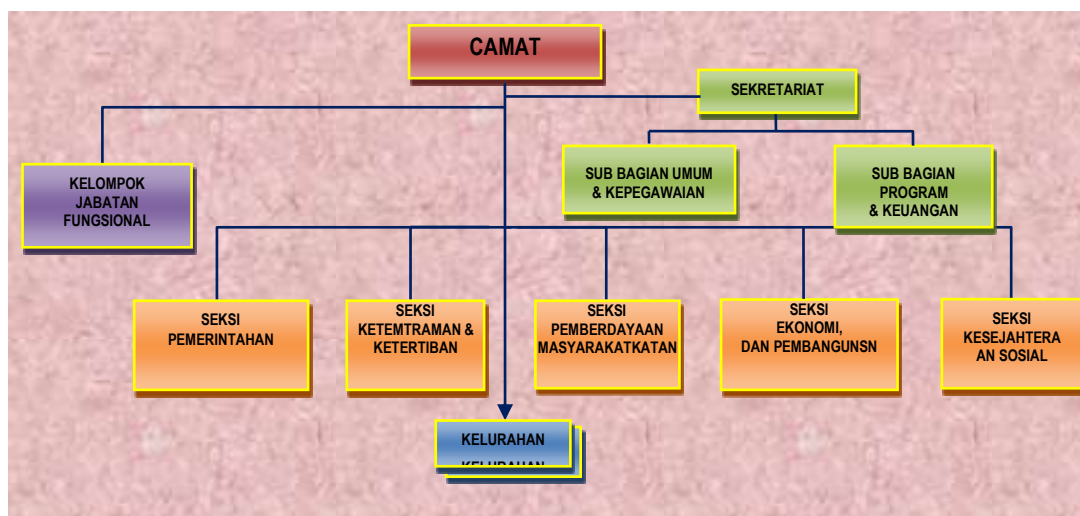 CAMAT
SEKRETARIAT
KELOMPOK
JABATAN
FUNGSIONAL
SUB BAGIAN UMUM
& KEPEGAWAIAN
SUB BAGIAN
PROGRAM
& KEUANGAN
SEKSI
PEMERINTAHAN
SEKSI
KETEMTRAMAN &
KETERTIBAN
SEKSI
PEMBERDAYAAN
MASYARAKATKATAN
SEKSI
EKONOMI,
DAN PEMBANGUNSN
SEKSI
KESEJAHTERA
AN SOSIAL
KELURAHAN
KELURAHAN